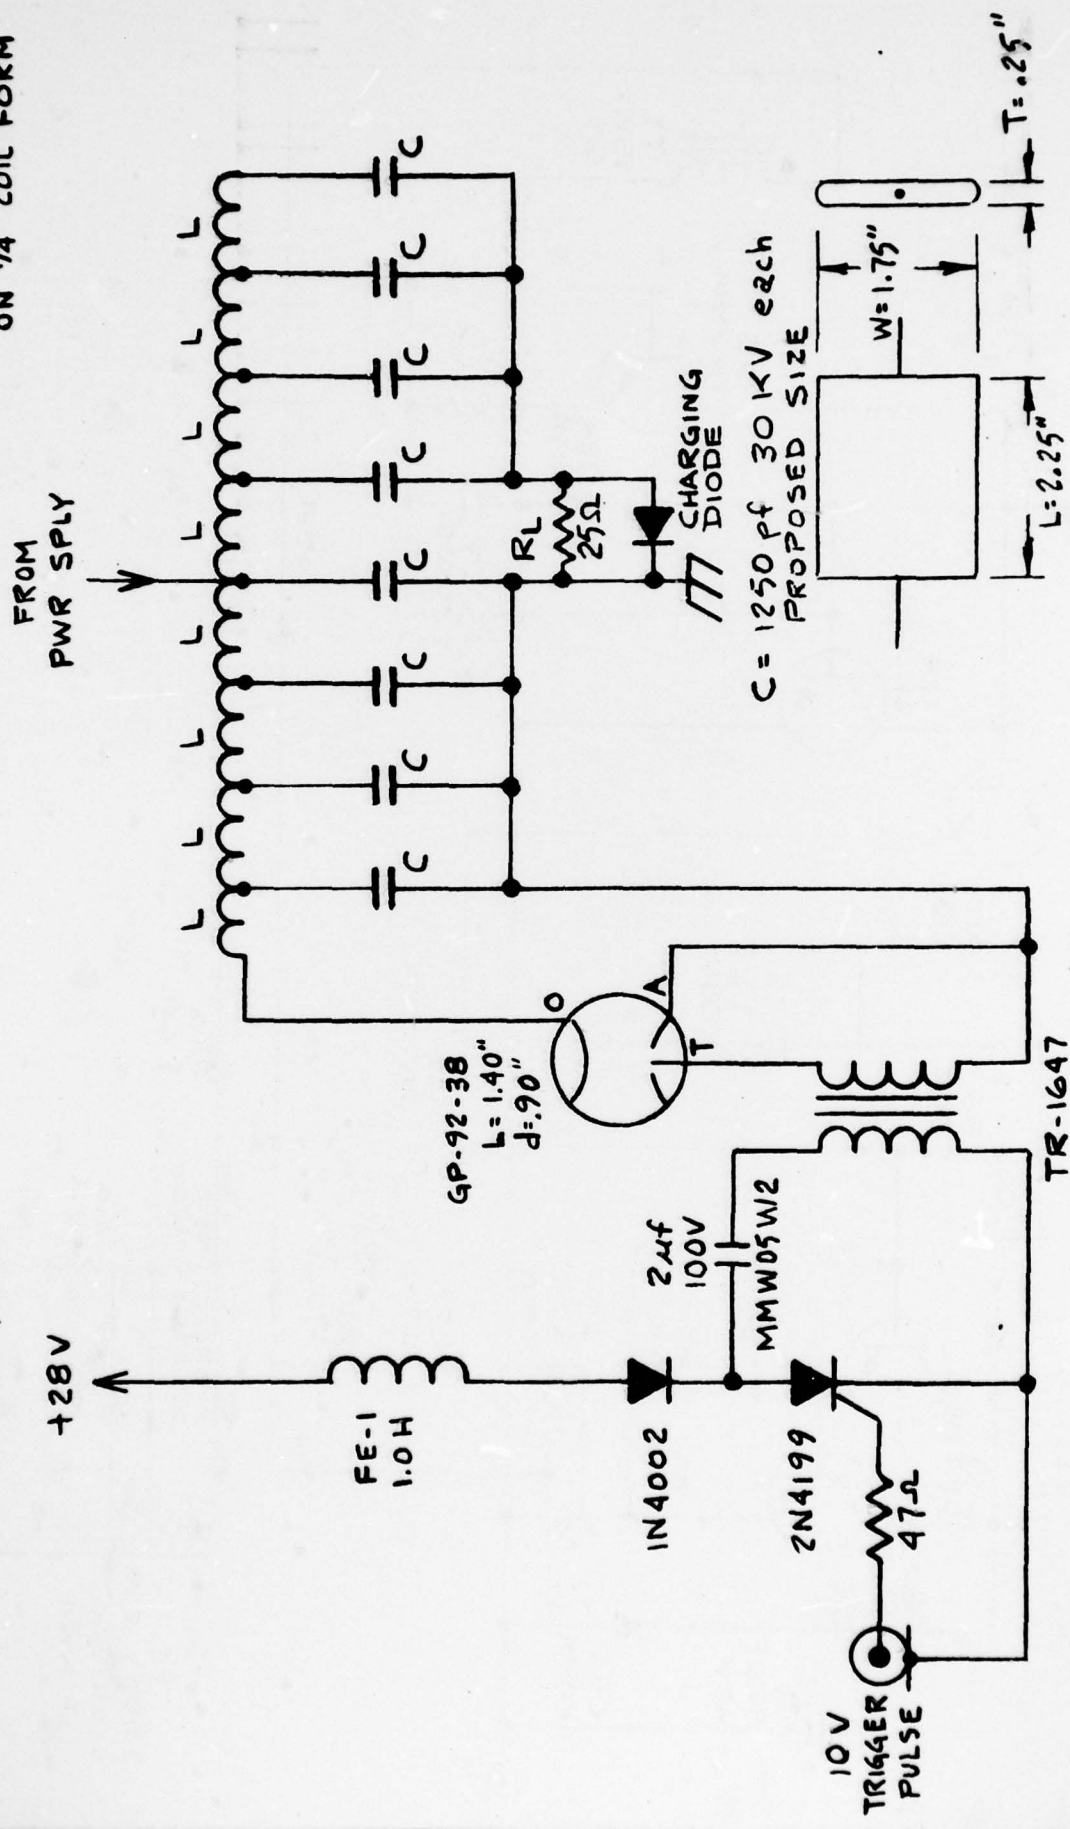 ON 1/4 COIL FORM
FROM
PWR SPLY
L
L
L
L
L
L
L
L
C
C
C
C
C
C
C
C
RL
25Ω
CHARGING
DIODE
C = 1250 pf 30 KV each
PROPOSED SIZE
W=1.75"
L=2.25"
T=.25"
GP-92-38
L=1.40"
d=.90"
O
A
T
TR-1647
+28V
FE-1
1.0 H
1N4002
2μf
100V
MMW05W12
2N4199
47Ω
10V
TRIGGER
PULSE